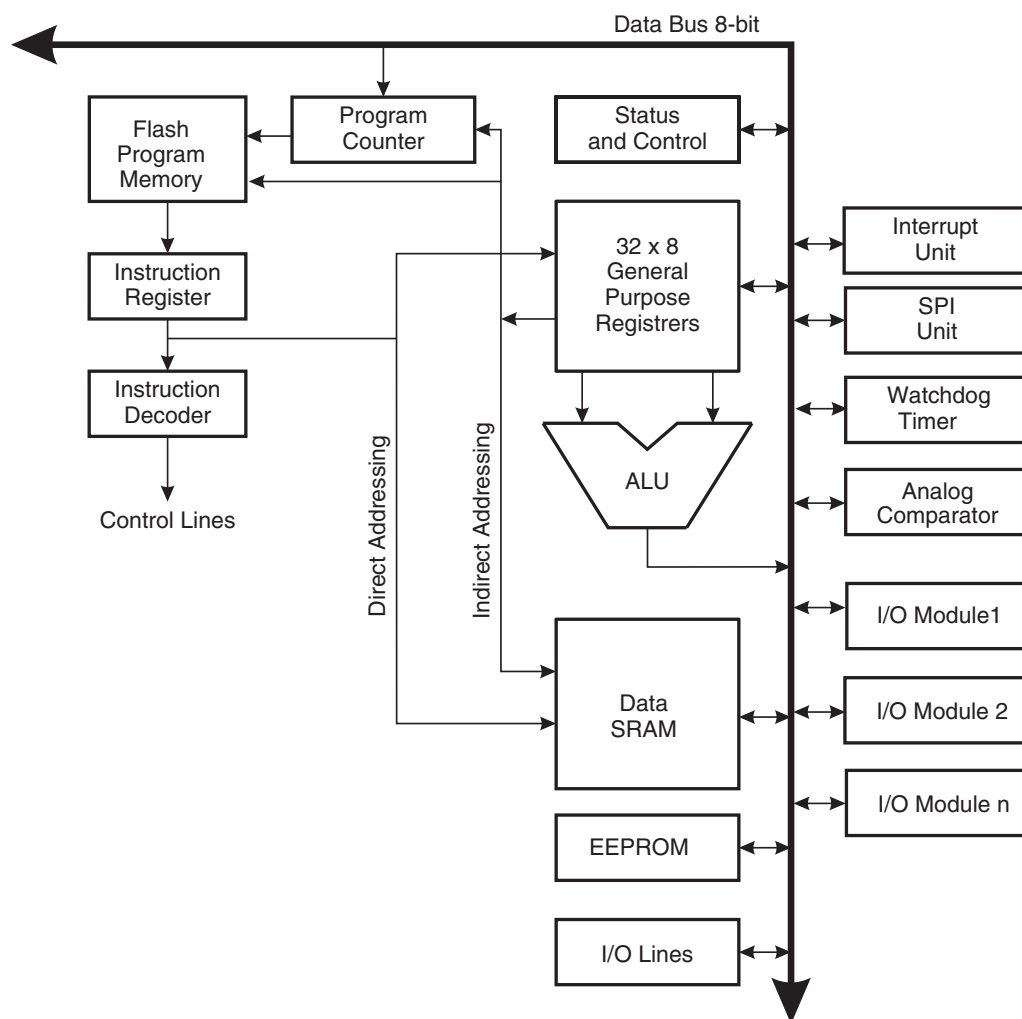 Data Bus 8-bit
Flash
Program
Memory
Program
Counter
Status
and Control
Interrupt
Unit
32 x 8
General
Purpose
Registrers
Instruction
Register
SPI
Unit
Instruction
Decoder
Watchdog
Timer
Direct Addressing
Indirect Addressing
ALU
Analog
Comparator
Control Lines
I/O Module1
Data
SRAM
I/O Module 2
I/O Module n
EEPROM
I/O Lines